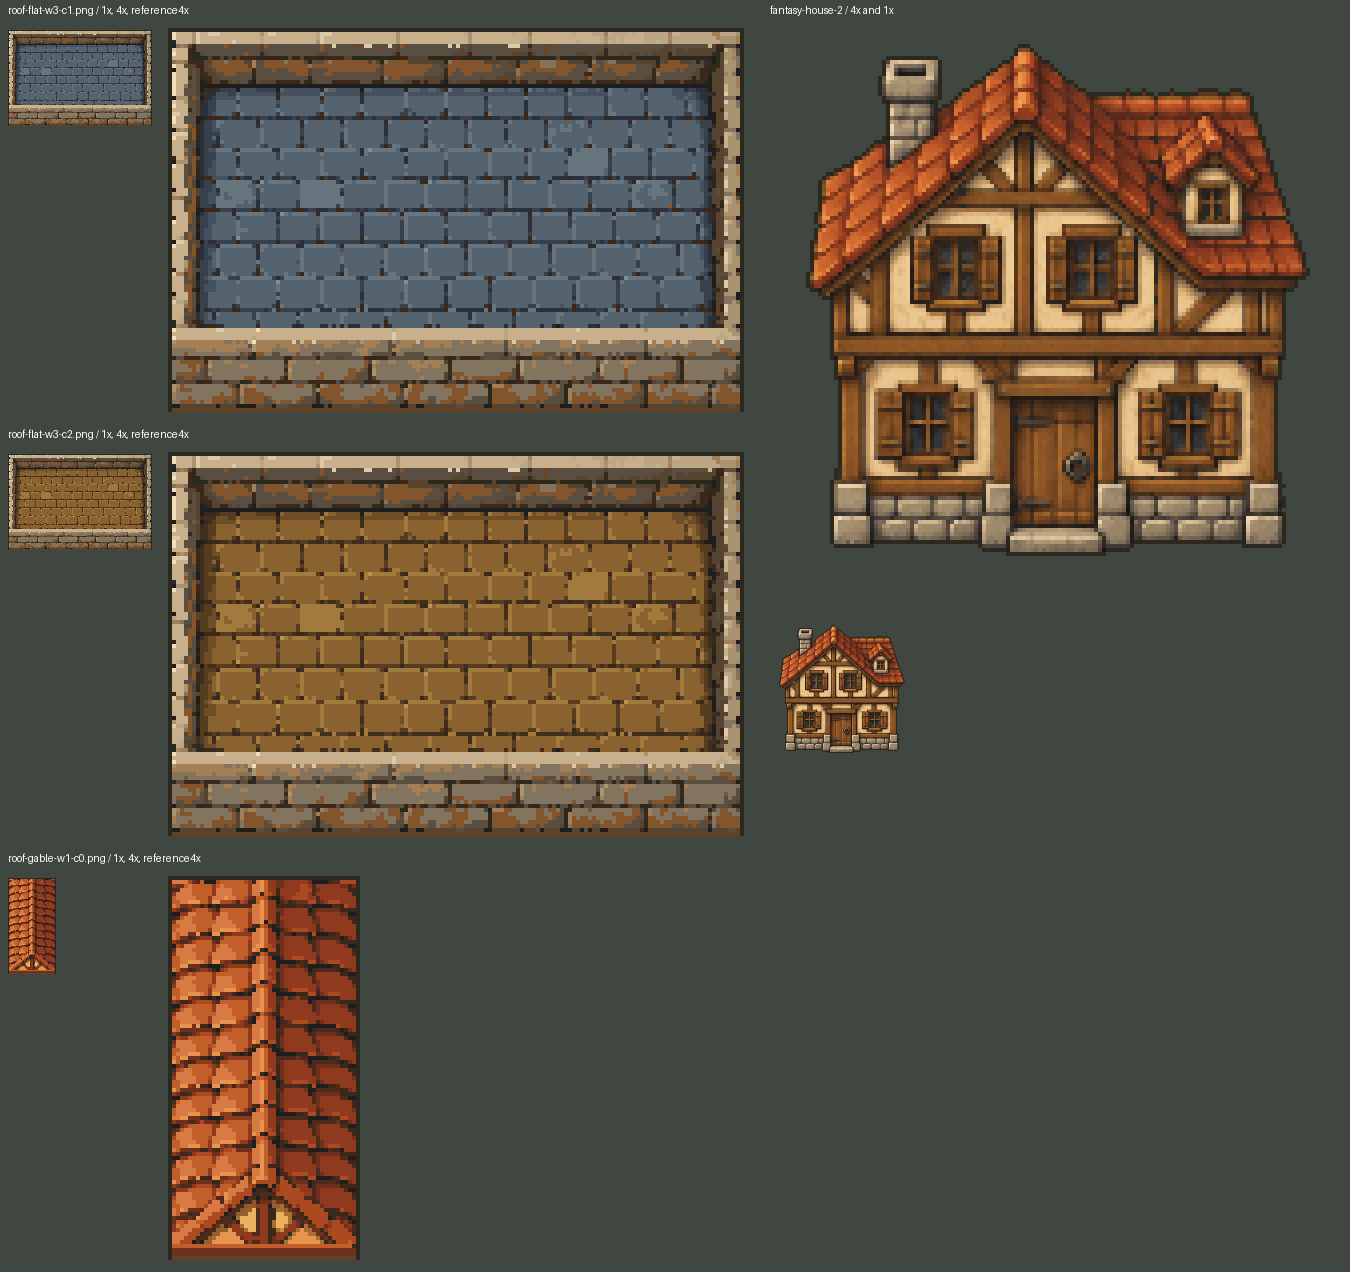 roof-flat-w3-c1.png / 1x, 4x, reference4x
fantasy-house-2 / 4x and 1x
roof-flat-w3-c2.png / 1x, 4x, reference4x
roof-gable-w1-c0.png / 1x, 4x, reference4x